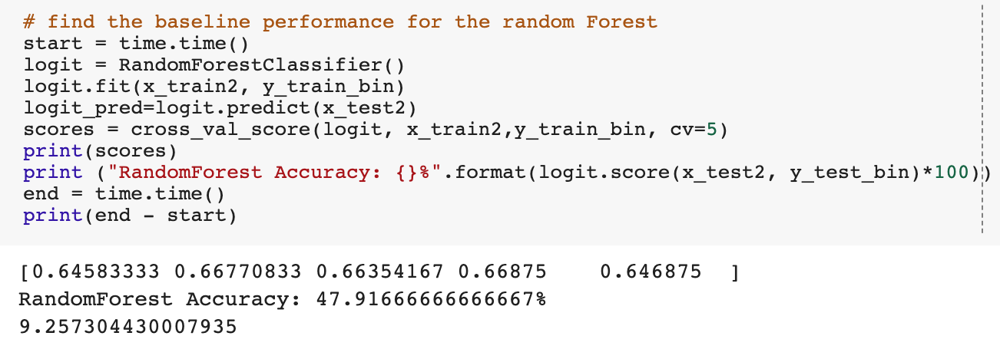 # find the baseline performance for the random Forest
start = time.time()
logit = RandomForestClassifier()
logit.fit(x_train2, y_train_bin)
logit_pred=logit.predict(x_test2)
scores = cross_val_score(logit, x_train2,y_train_bin, cv=5)
print(scores)
print ("RandomForest Accuracy: {}%".format(logit.score(x_test2, y_test_bin)*100))
end = time.time()
print(end - start)
[0.64583333 0.66770833 0.66354167 0.66875    0.646875  ]
RandomForest Accuracy: 47.91666666666667%
9.257304430007935